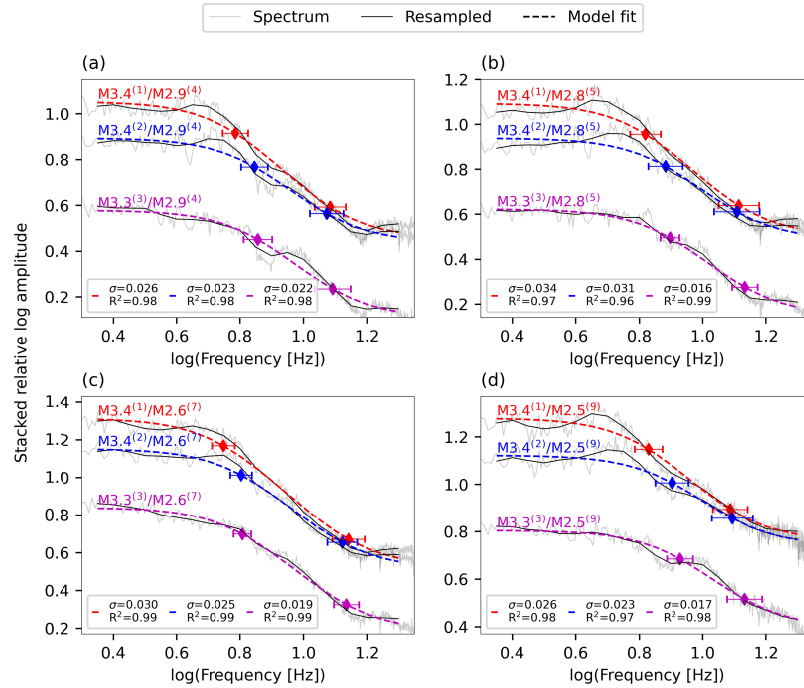 Spectrum Resampled Model fit
Stacked relative log amplitude
(a)
1.0
0.8
0.6
0.4
0.2
M3.4⁽¹⁾/M2.9⁽⁴⁾
M3.4⁽²⁾/M2.9⁽⁴⁾
M3.3⁽³⁾/M2.9⁽⁴⁾
σ=0.026 σ=0.023 σ=0.022
R²=0.98 R²=0.98 R²=0.98
0.4 0.6 0.8 1.0 1.2
log(Frequency [Hz])
(b)
1.2
1.0
0.8
0.6
0.4
0.2
M3.4⁽¹⁾/M2.8⁽⁵⁾
M3.4⁽²⁾/M2.8⁽⁵⁾
M3.3⁽³⁾/M2.8⁽⁵⁾
σ=0.034 σ=0.031 σ=0.016
R²=0.97 R²=0.96 R²=0.99
0.4 0.6 0.8 1.0 1.2
log(Frequency [Hz])
(c)
1.4
1.2
1.0
0.8
0.6
0.4
0.2
M3.4⁽¹⁾/M2.6⁽⁷⁾
M3.4⁽²⁾/M2.6⁽⁷⁾
M3.3⁽³⁾/M2.6⁽⁷⁾
σ=0.030 σ=0.025 σ=0.019
R²=0.99 R²=0.99 R²=0.99
0.4 0.6 0.8 1.0 1.2
log(Frequency [Hz])
(d)
1.2
1.0
0.8
0.6
0.4
M3.4⁽¹⁾/M2.5⁽⁹⁾
M3.4⁽²⁾/M2.5⁽⁹⁾
M3.3⁽³⁾/M2.5⁽⁹⁾
σ=0.026 σ=0.023 σ=0.017
R²=0.98 R²=0.97 R²=0.98
0.4 0.6 0.8 1.0 1.2
log(Frequency [Hz])